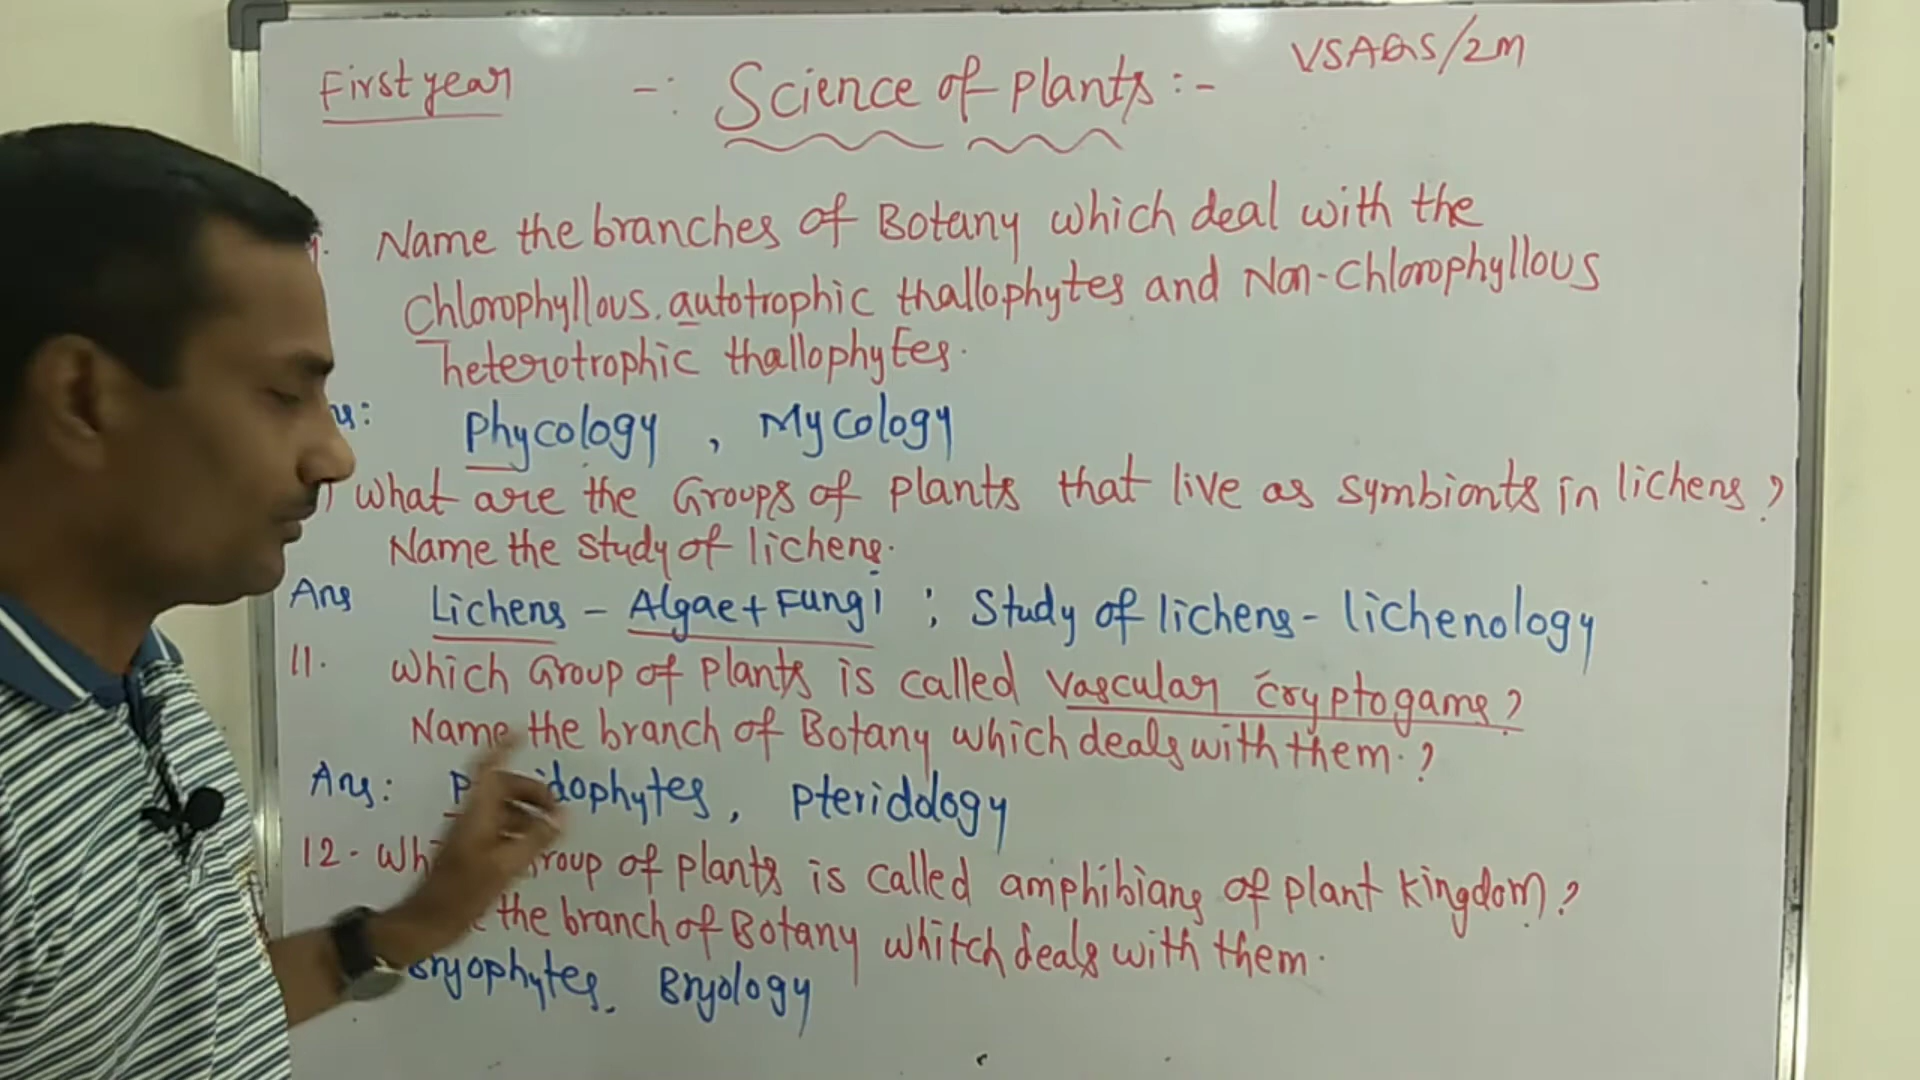 First year -: Science of plants :- VSAQS/2M
Name the branches of Botany which deal with the
Chlorophyllous. autotrophic thallophytes and Non-Chlorophyllous
heterotrophic thallophytes.
phycology , Mycology
What are the Groups of plants that live as symbionts in lichens ?
Name the study of lichens.
Ans Lichens - Algae + Fungi ; Study of lichens - lichenology
11. Which Group of plants is called vascular cryptogams ?
Name the branch of Botany which deals with them. ?
Ans: dophytes, pteridology
12. roup of plants is called amphibians of plant kingdom ?
the branch of Botany whitch deals with them.
Bryophytes, Bryology